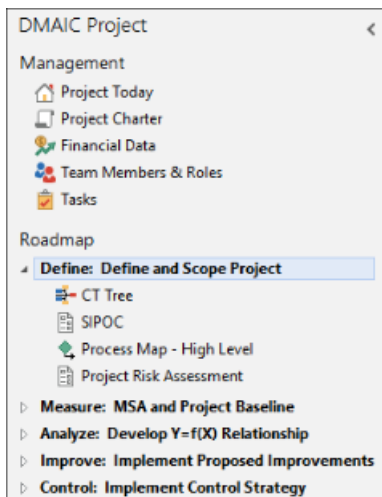 DMAIC Project
Management
Project Today
Project Charter
Financial Data
Team Members & Roles
Tasks
Roadmap
Define: Define and Scope Project
CT Tree
SIPOC
Process Map - High Level
Project Risk Assessment
Measure: MSA and Project Baseline
Analyze: Develop Y=f(X) Relationship
Improve: Implement Proposed Improvements
Control: Implement Control Strategy